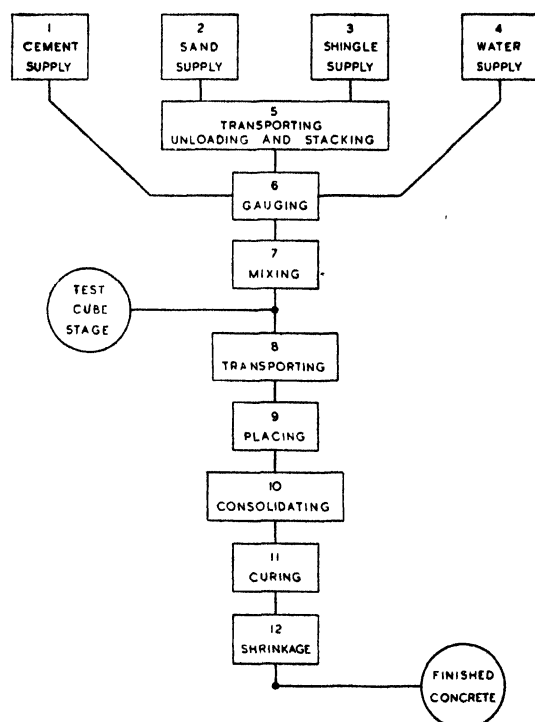 1
CEMENT
SUPPLY
2
SAND
SUPPLY
3
SHINGLE
SUPPLY
4
WATER
SUPPLY
5
TRANSPORTING
UNLOADING AND STACKING
6
GAUGING
7
MIXING
TEST
CUBE
STAGE
8
TRANSPORTING
9
PLACING
10
CONSOLIDATING
11
CURING
12
SHRINKAGE
FINISHED
CONCRETE